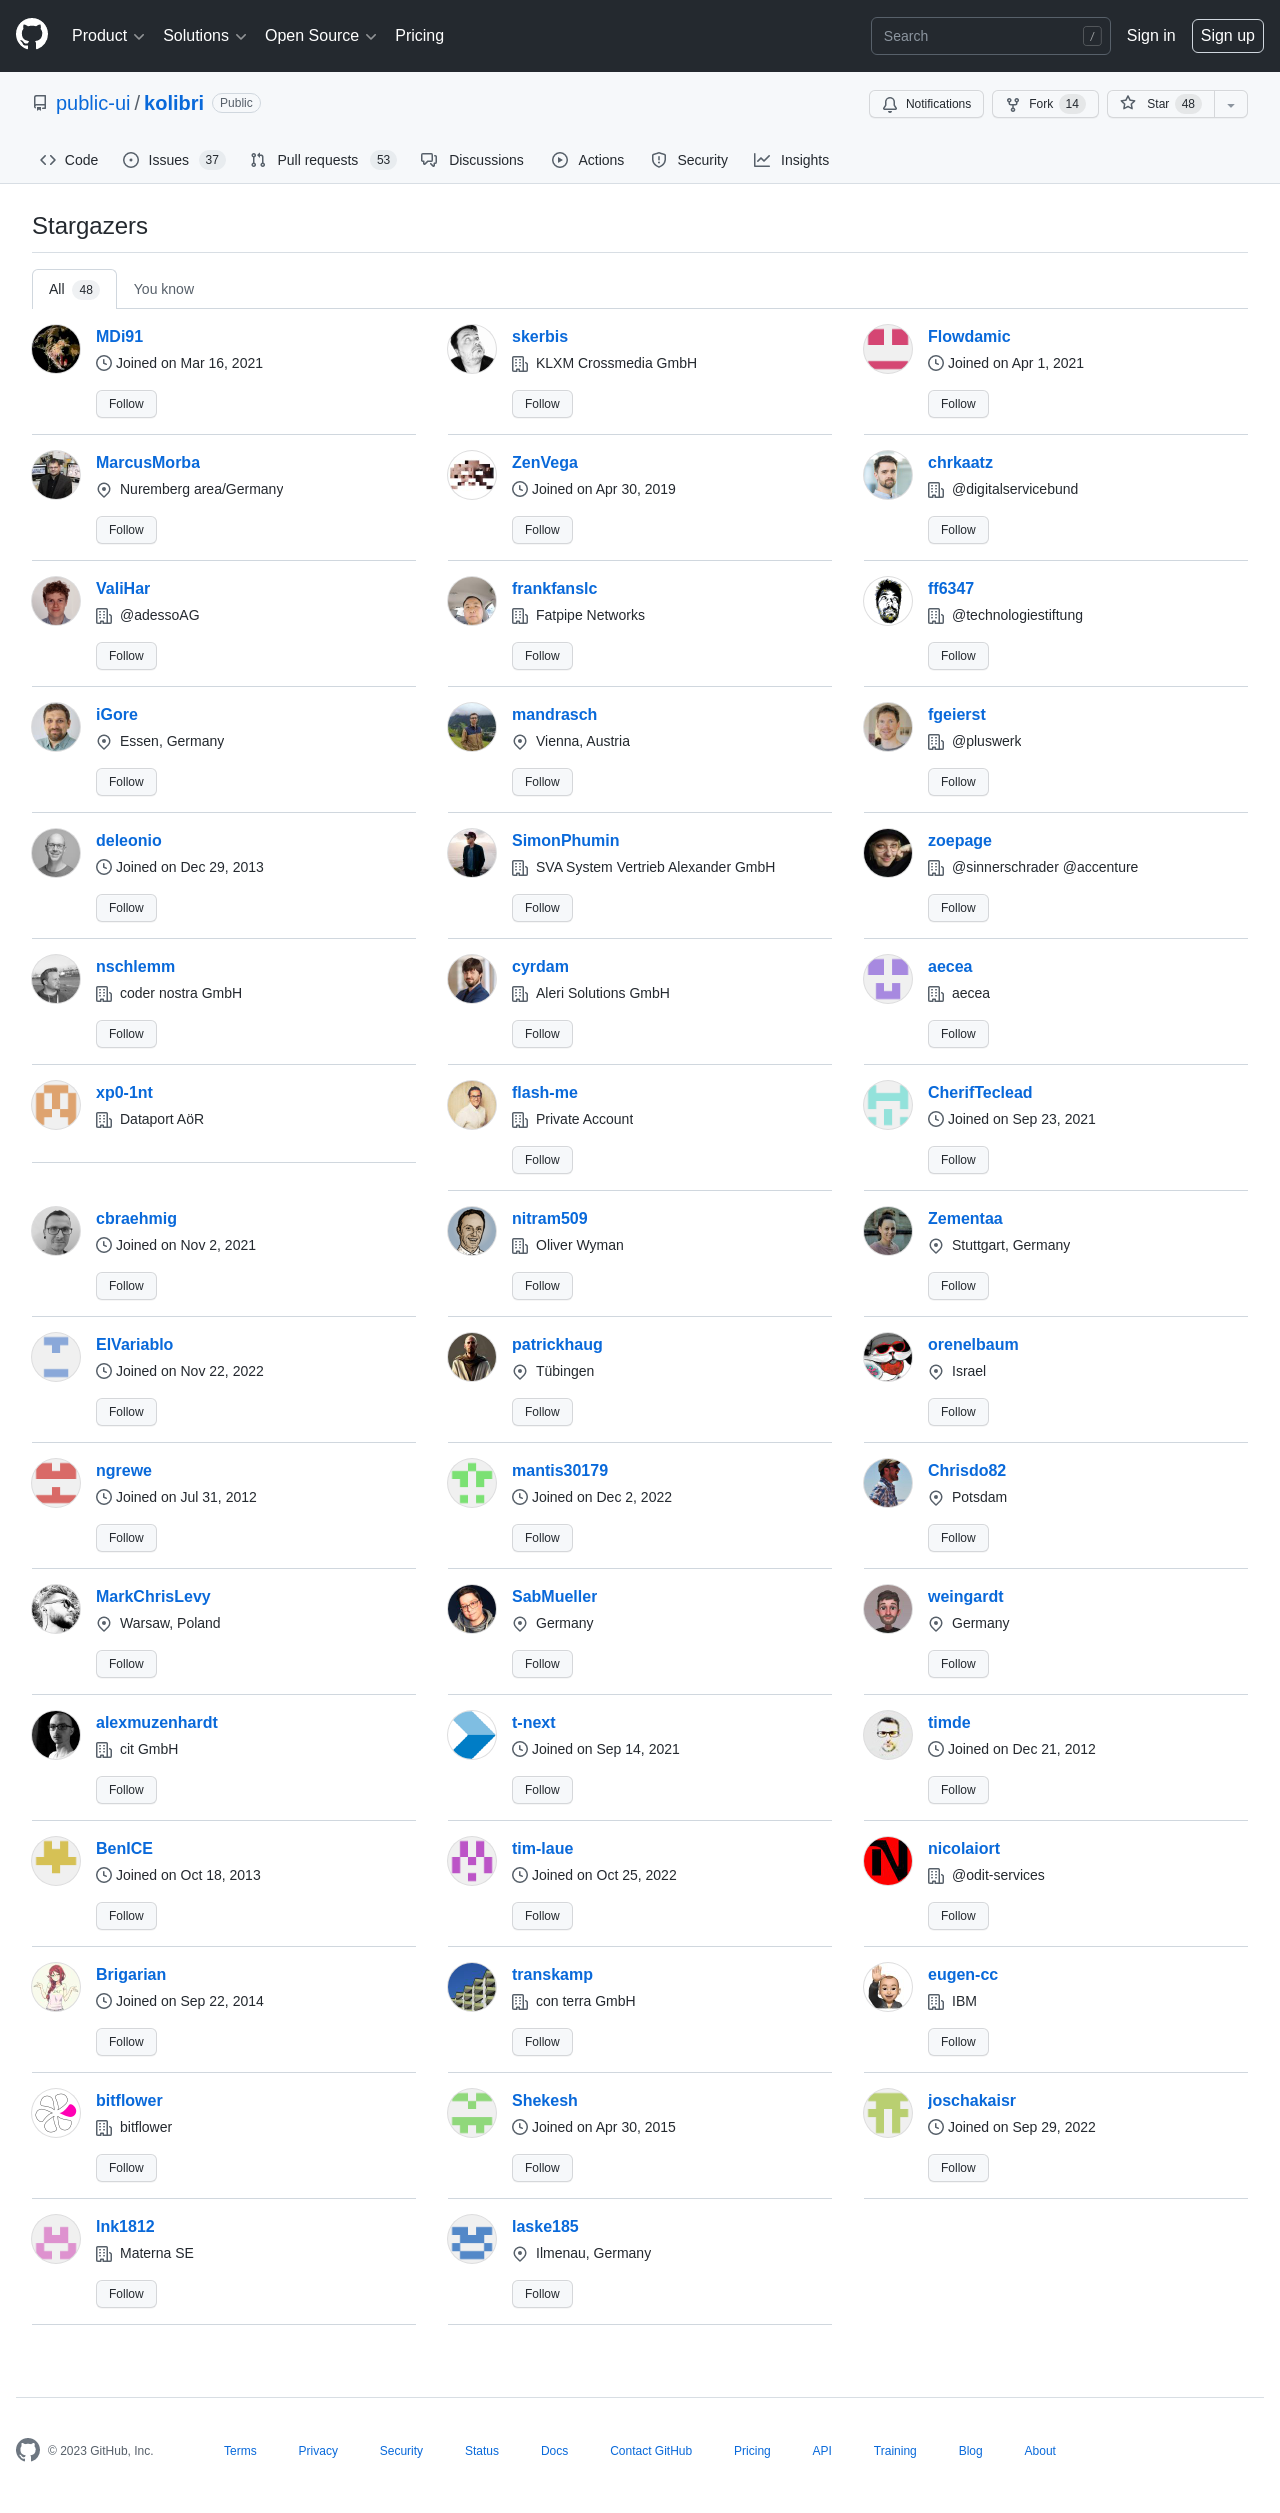 Product Solutions Open Source Pricing Search / Sign in Sign up
public-ui / kolibri Public Notifications Fork 14 Star 48
Code Issues 37 Pull requests 53 Discussions Actions Security Insights
Stargazers
All 48 You know
MDi91 skerbis Flowdamic
Joined on Mar 16, 2021 KLXM Crossmedia GmbH Joined on Apr 1, 2021
Follow Follow Follow
MarcusMorba ZenVega chrkaatz
Nuremberg area/Germany Joined on Apr 30, 2019 @digitalservicebund
Follow Follow Follow
ValiHar frankfanslc ff6347
@adessoAG Fatpipe Networks @technologiestiftung
Follow Follow Follow
iGore mandrasch fgeierst
Essen, Germany Vienna, Austria @pluswerk
Follow Follow Follow
deleonio SimonPhumin zoepage
Joined on Dec 29, 2013 SVA System Vertrieb Alexander GmbH @sinnerschrader @accenture
Follow Follow Follow
nschlemm cyrdam aecea
coder nostra GmbH Aleri Solutions GmbH aecea
Follow Follow Follow
xp0-1nt flash-me CherifTeclead
Dataport AöR Private Account Joined on Sep 23, 2021
Follow Follow
cbraehmig nitram509 Zementaa
Joined on Nov 2, 2021 Oliver Wyman Stuttgart, Germany
Follow Follow Follow
ElVariablo patrickhaug orenelbaum
Joined on Nov 22, 2022 Tübingen Israel
Follow Follow Follow
ngrewe mantis30179 Chrisdo82
Joined on Jul 31, 2012 Joined on Dec 2, 2022 Potsdam
Follow Follow Follow
MarkChrisLevy SabMueller weingardt
Warsaw, Poland Germany Germany
Follow Follow Follow
alexmuzenhardt t-next timde
cit GmbH Joined on Sep 14, 2021 Joined on Dec 21, 2012
Follow Follow Follow
BenICE tim-laue nicolaiort
Joined on Oct 18, 2013 Joined on Oct 25, 2022 @odit-services
Follow Follow Follow
Brigarian transkamp eugen-cc
Joined on Sep 22, 2014 con terra GmbH IBM
Follow Follow Follow
bitflower Shekesh joschakaisr
bitflower Joined on Apr 30, 2015 Joined on Sep 29, 2022
Follow Follow Follow
lnk1812 laske185
Materna SE Ilmenau, Germany
Follow Follow
© 2023 GitHub, Inc. Terms Privacy Security Status Docs Contact GitHub Pricing API Training Blog About